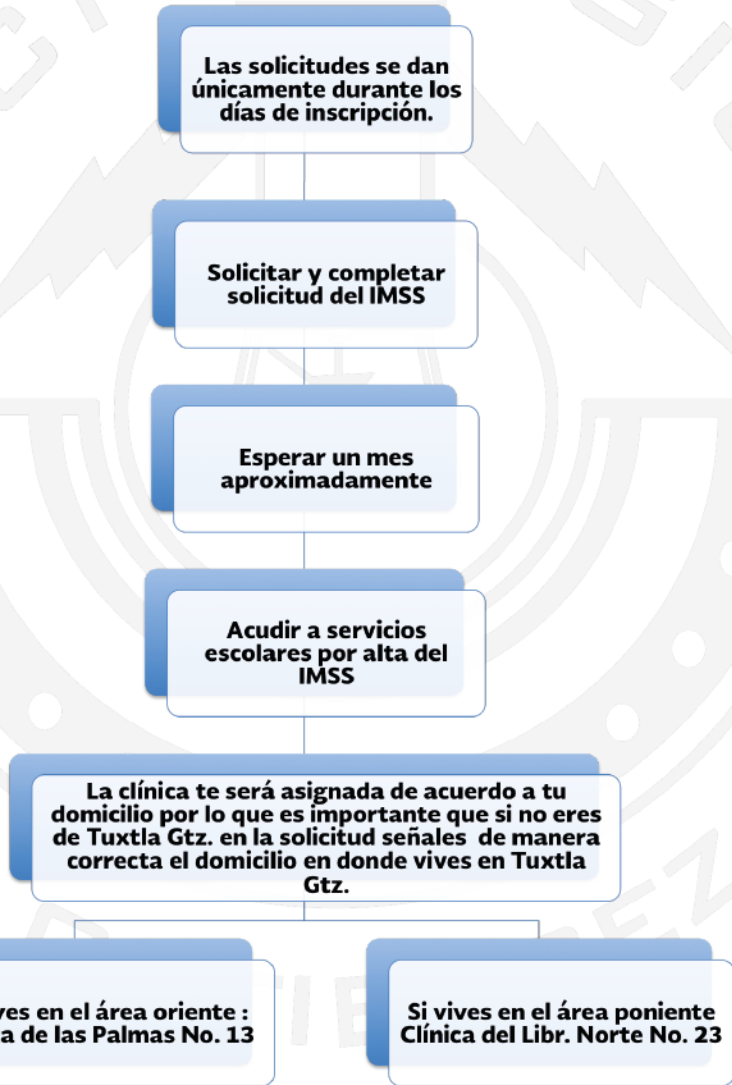 Las solicitudes se dan
únicamente durante los
días de inscripción.
Solicitar y completar
solicitud del IMSS
Esperar un mes
aproximadamente
Acudir a servicios
escolares por alta del
IMSS
La clínica te será asignada de acuerdo a tu
domicilio por lo que es importante que si no eres
de Tuxtla Gtz. en la solicitud señales de manera
correcta el domicilio en donde vives en Tuxtla
Gtz.
en el área oriente :
de las Palmas No. 13
Si vives en el área poniente
Clínica del Libr. Norte No. 23